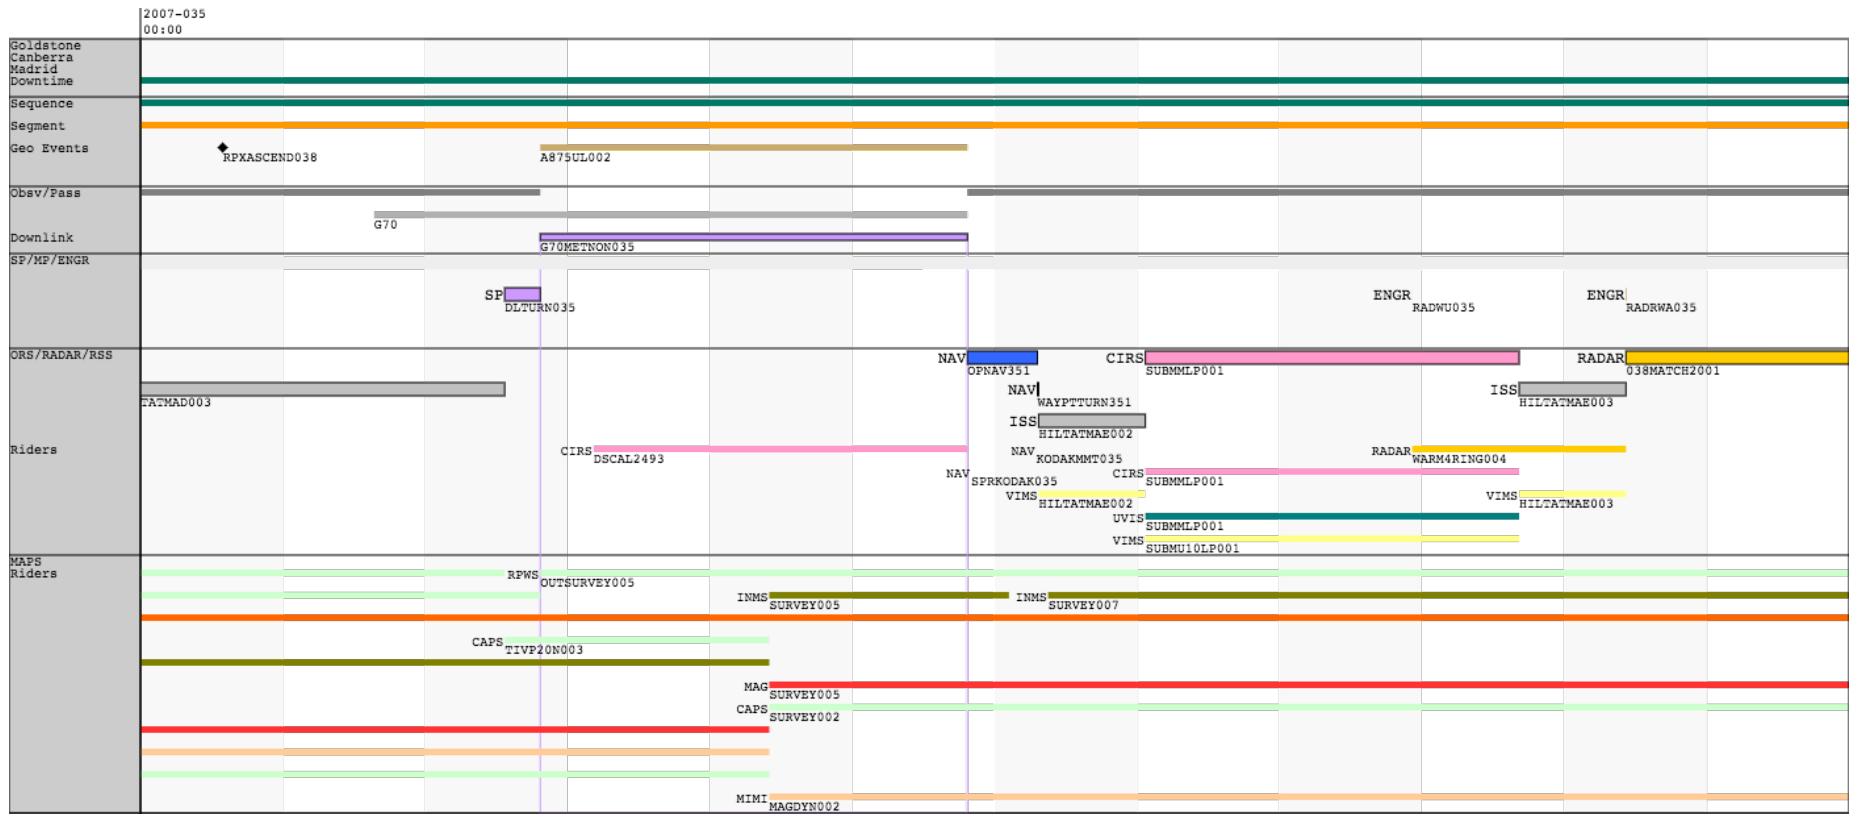 2007-035
00:00
Goldstone
Canberra
Madrid
Downtime
Sequence
Segment
Geo Events
RPXASCEND038
A875UL002
Obsv/Pass
G70
Downlink
G70METNON035
SP/MP/ENGR
SP
DLTURN035
ENGR
RADWU035
ENGR
RADRWA035
ORS/RADAR/RSS
NAV
OPNAV351
CIRS
SUBMMLP001
RADAR
038MATCH2001
TATMAD003
NAV
WAYPTTURN351
ISS
HILTATMAE003
ISS
HILTATMAE002
Riders
CIRS
DSCAL2493
NAV
KODAKMMT035
RADAR
WARM4RING004
NAV
SPRKODAK035
CIRS
SUBMMLP001
VIMS
HILTATMAE002
VIMS
HILTATMAE003
UVIS
SUBMMLP001
VIMS
SUBMU10LP001
MAPS
Riders
RPWS
OUTSURVEY005
INMS
SURVEY005
INMS
SURVEY007
CAPS
TIVP20N003
MAG
SURVEY005
CAPS
SURVEY002
MIMI
MAGDYN002